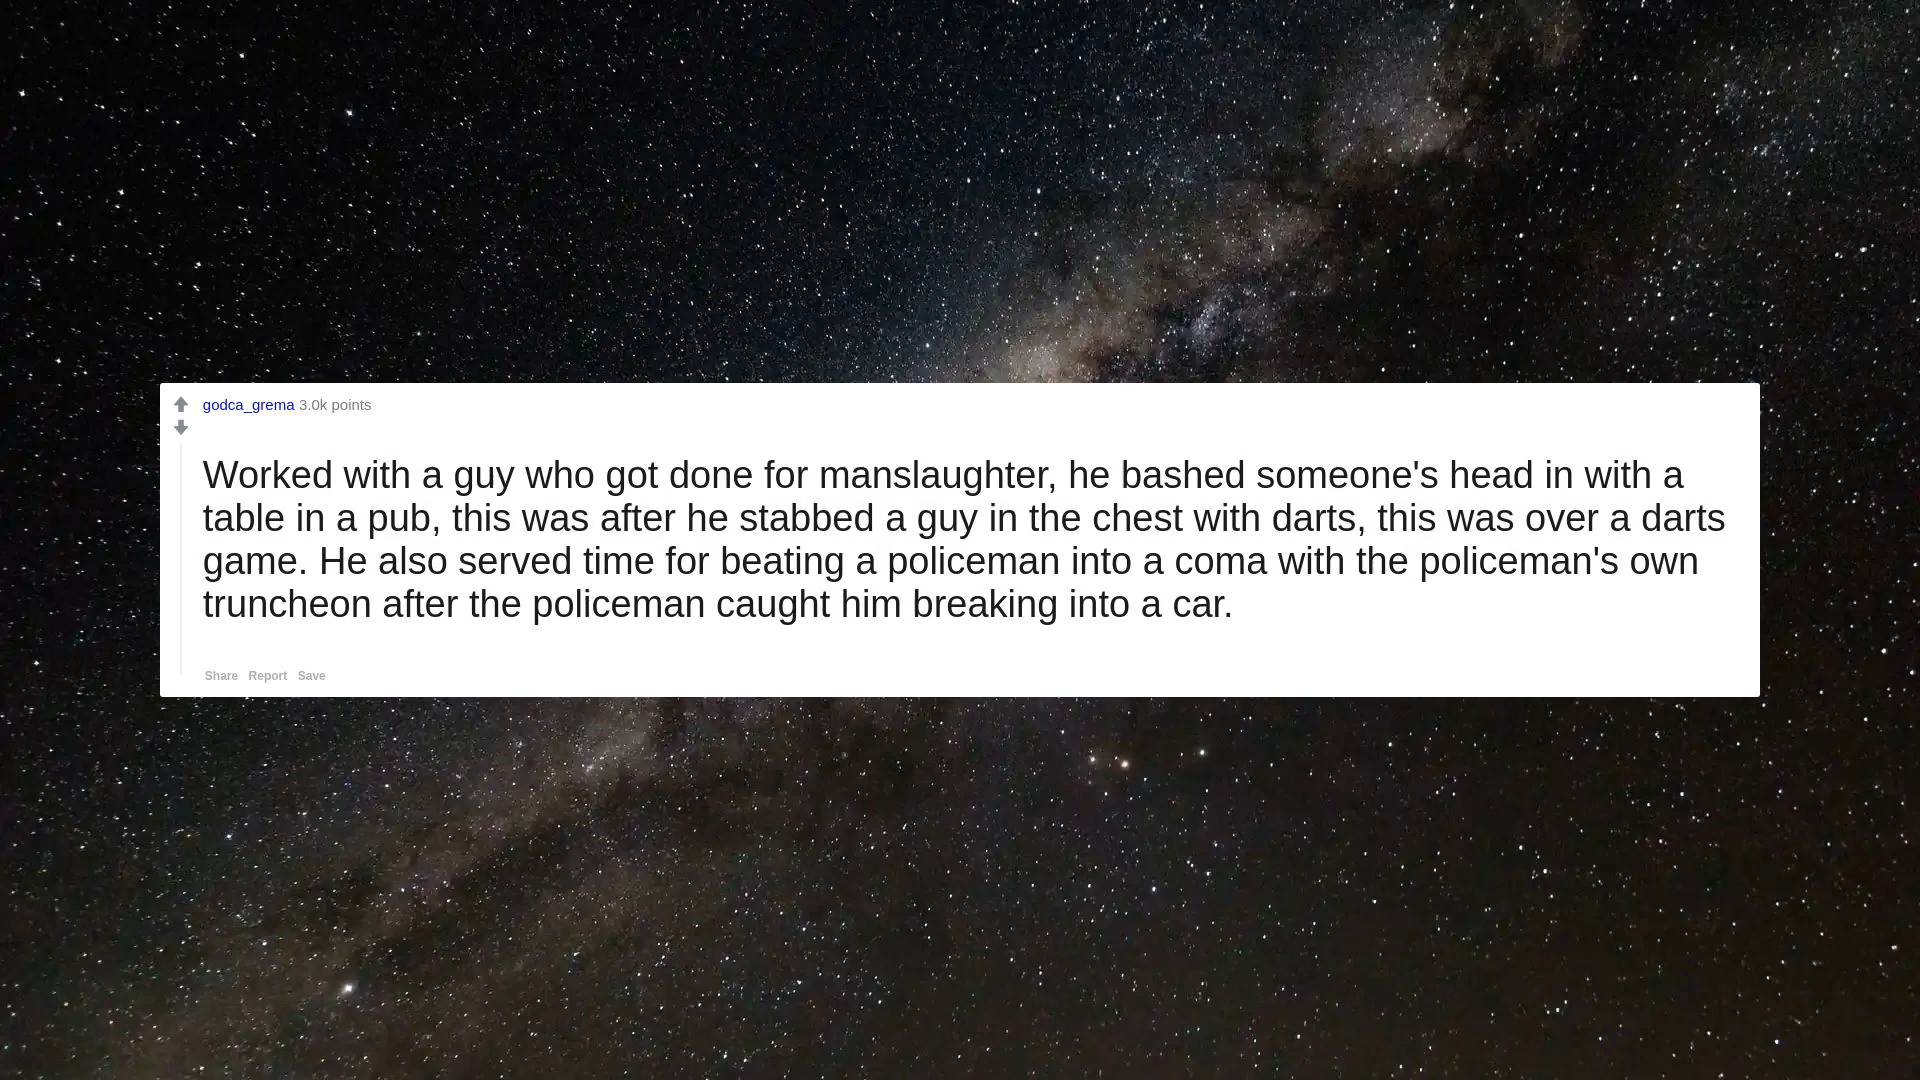 godca_grema 3.0k points
Worked with a guy who got done for manslaughter, he bashed someone's head in with a
table in a pub, this was after he stabbed a guy in the chest with darts, this was over a darts
game. He also served time for beating a policeman into a coma with the policeman's own
truncheon after the policeman caught him breaking into a car.
Share Report Save